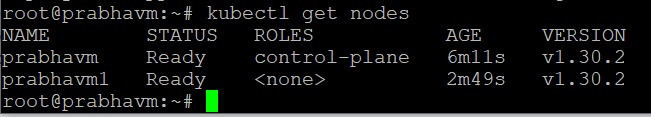 root@prabhavm:~# kubectl get nodes
NAME STATUS ROLES AGE VERSION
prabhavm Ready control-plane 6m11s v1.30.2
prabhavm1 Ready <none> 2m49s v1.30.2
root@prabhavm:~#